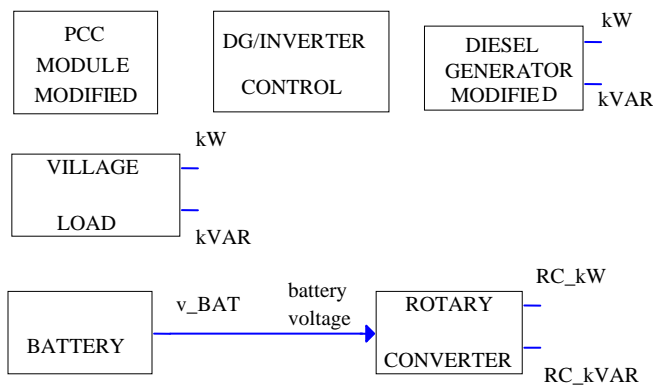 PCC
MODULE
MODIFIED
DG/INVERTER
CONTROL
DIESEL
GENERATOR
MODIFIED
kW
kVAR
VILLAGE
LOAD
kW
kVAR
BATTERY
v_BAT
battery
voltage
ROTARY
CONVERTER
RC_kW
RC_kVAR